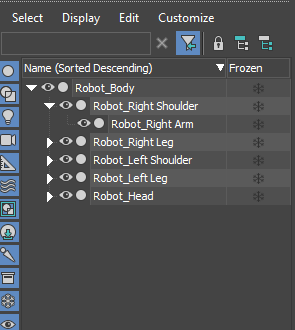 Select Display Edit Customize
Name (Sorted Descending) Frozen
Robot_Body
Robot_Right Shoulder
Robot_Right Arm
Robot_Right Leg
Robot_Left Shoulder
Robot_Left Leg
Robot_Head